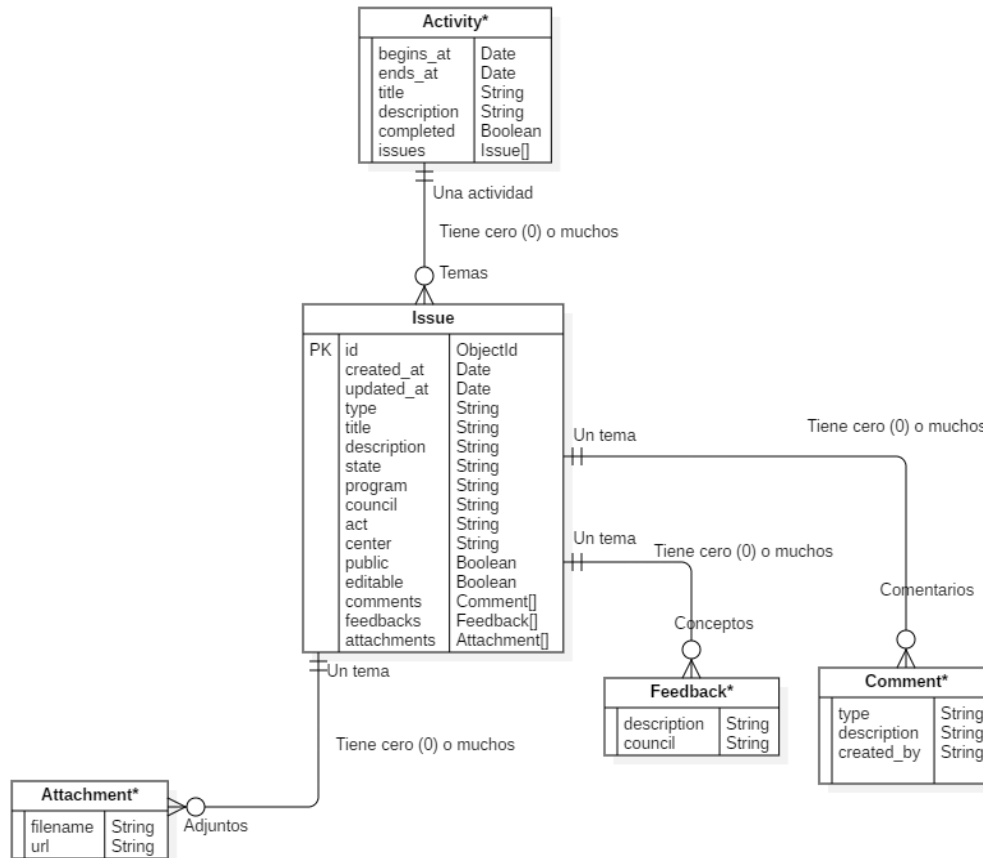 Activity*
begins_at Date
ends_at Date
title String
description String
completed Boolean
issues Issue[]
Una actividad
Tiene cero (0) o muchos
Temas
Issue
PK id ObjectId
created_at Date
updated_at Date
type String
title String
description String
state String
program String
council String
act String
center String
public Boolean
editable Boolean
comments Comment[]
feedbacks Feedback[]
attachments Attachment[]
Un tema
Tiene cero (0) o muchos
Comentarios
Un tema
Tiene cero (0) o muchos
Conceptos
Un tema
Tiene cero (0) o muchos
Adjuntos
Feedback*
description String
council String
Comment*
type String
description String
created_by String
Attachment*
filename String
url String